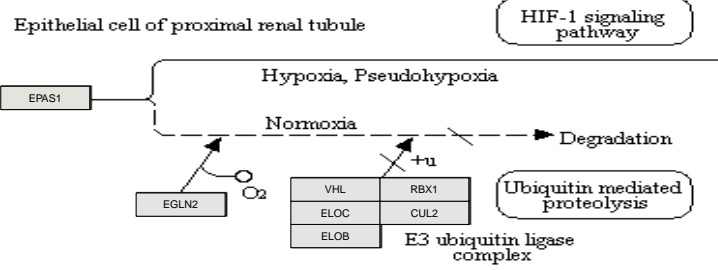 Epithelial cell of proximal renal tubule
HIF-1 signaling
pathway
Hypoxia, Pseudohypoxia
EPAS1
Normoxia
Degradation
+u
O2
EGLN2
VHL
RBX1
ELOC
CUL2
ELOB
Ubiquitin mediated
proteolysis
E3 ubiquitin ligase
complex